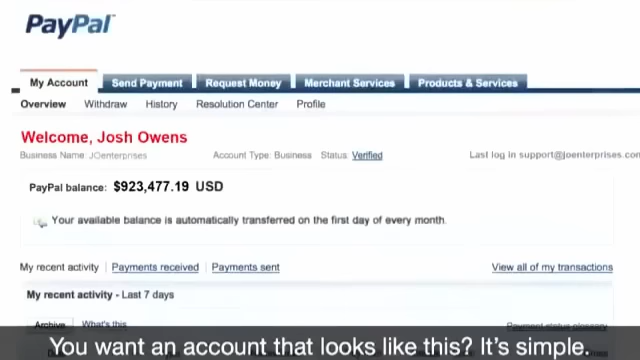 PayPal
My Account Send Payment Request Money Merchant Services Products & Services
Overview Withdraw History Resolution Center Profile
Welcome, Josh Owens
Business Name: JOenterprises Account Type: Business Status: Verified Last log in support@joenterprises.com
PayPal balance: $923,477.19 USD
Your available balance is automatically transferred on the first day of every month.
My recent activity | Payments received | Payments sent View all of my transactions
My recent activity - Last 7 days
Archive What's this Payment status glossary
You want an account that looks like this? It's simple.